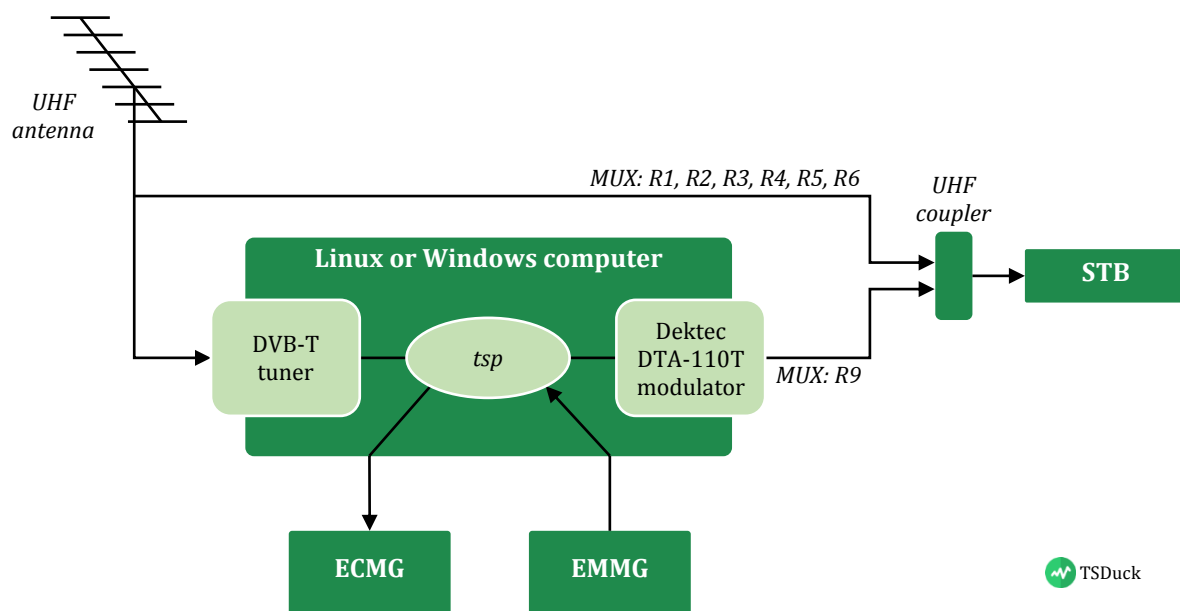 UHF
antenna
MUX: R1, R2, R3, R4, R5, R6
UHF
coupler
Linux or Windows computer
STB
DVB-T
tuner
tsp
Dektec
DTA-110T
modulator
MUX: R9
ECMG
EMMG
TSDuck